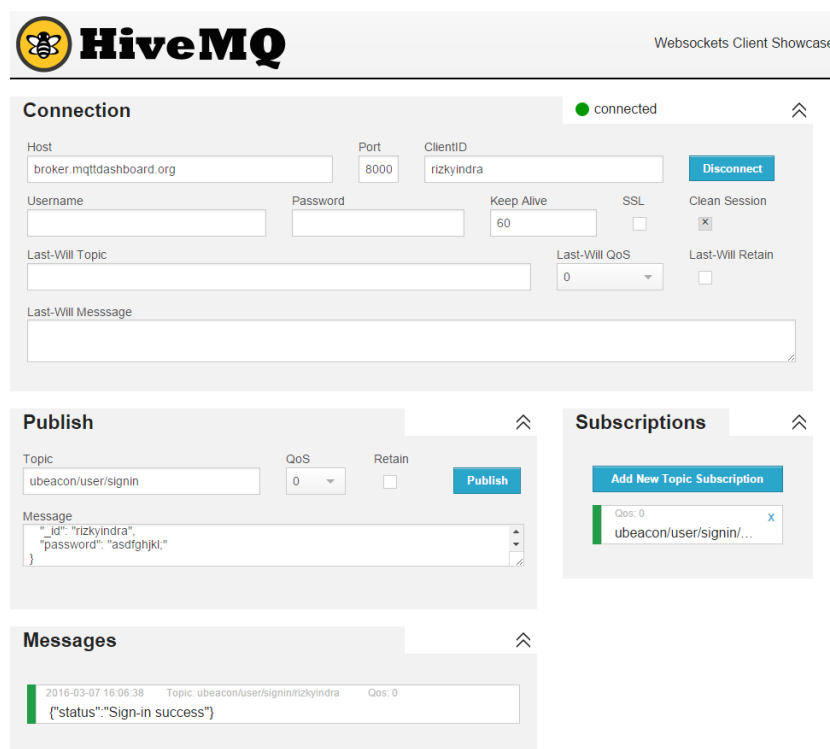 HiveMQ
Websockets Client Showcase
Connection
connected
Host Port ClientID
broker.mqttdashboard.org 8000 rizkyindra Disconnect
Username Password Keep Alive SSL Clean Session
60 x
Last-Will Topic Last-Will QoS Last-Will Retain
0
Last-Will Messsage
Publish
Topic QoS Retain
ubeacon/user/signin 0 Publish
Message
"_id": "rizkyindra",
"password": "asdfghjkl;"
}
Subscriptions
Add New Topic Subscription
Qos: 0 x
ubeacon/user/signin/...
Messages
2016-03-07 16:06:38 Topic: ubeacon/user/signin/rizkyindra Qos: 0
{"status":"Sign-in success"}